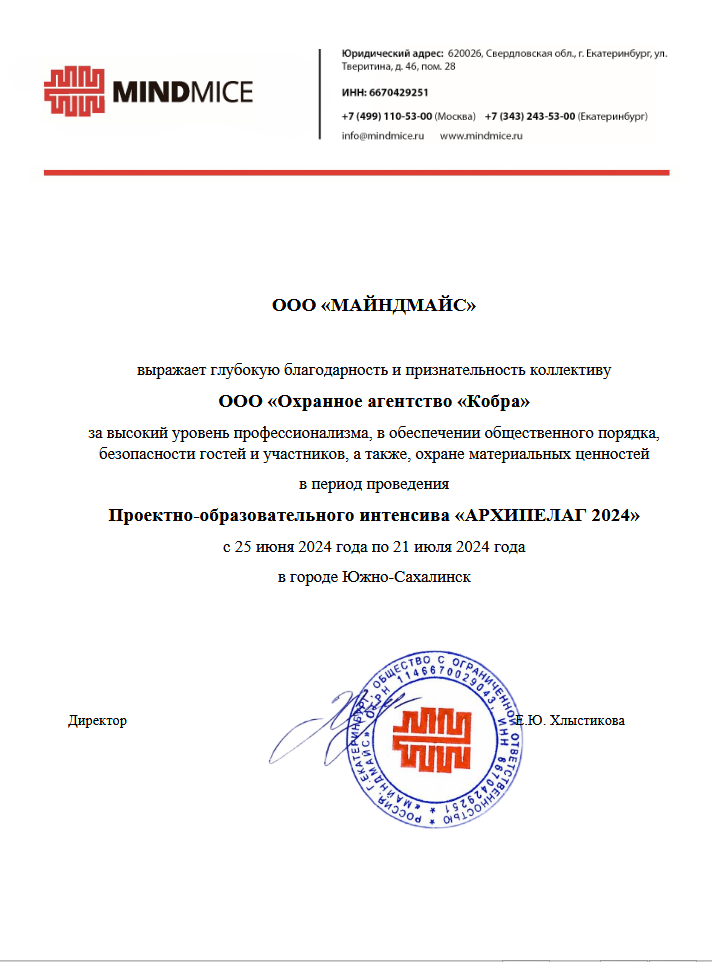 MINDMICE
Юридический адрес: 620026, Свердловская обл., г. Екатеринбург, ул.
Тверитина, д. 46, пом. 28
ИНН: 6670429251
+7 (499) 110-53-00 (Москва) +7 (343) 243-53-00 (Екатеринбург)
info@mindmice.ru www.mindmice.ru
ООО «МАЙНДМАЙС»
выражает глубокую благодарность и признательность коллективу
ООО «Охранное агентство «Кобра»
за высокий уровень профессионализма, в обеспечении общественного порядка,
безопасности гостей и участников, а также, охране материальных ценностей
в период проведения
Проектно-образовательного интенсива «АРХИПЕЛАГ 2024»
с 25 июня 2024 года по 21 июля 2024 года
в городе Южно-Сахалинск
Директор
Е.Ю. Хлыстикова
РОССИЯ, Г.ЕКАТЕРИНБУРГ, ОБЩЕСТВО С ОГРАНИЧЕННОЙ ОТВЕТСТВЕННОСТЬЮ
«МАЙНДМАЙС» ОГРН 1146670029043, ИНН 6670429251